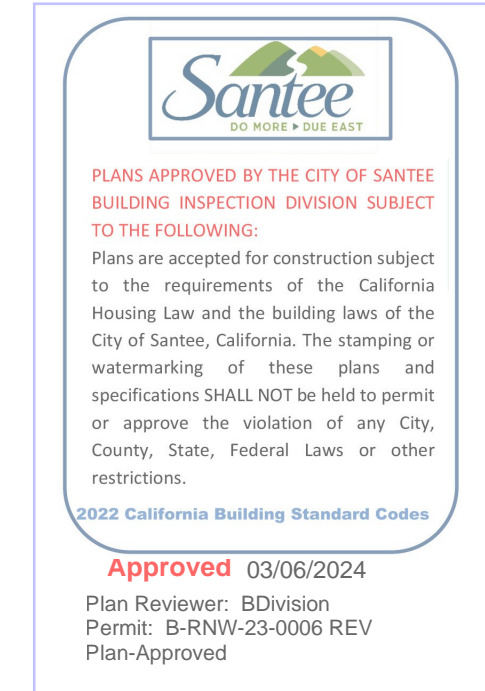 Santee
DO MORE ▸ DUE EAST
PLANS APPROVED BY THE CITY OF SANTEE
BUILDING INSPECTION DIVISION SUBJECT
TO THE FOLLOWING:
Plans are accepted for construction subject
to the requirements of the California
Housing Law and the building laws of the
City of Santee, California. The stamping or
watermarking of these plans and
specifications SHALL NOT be held to permit
or approve the violation of any City,
County, State, Federal Laws or other
restrictions.
2022 California Building Standard Codes
Approved 03/06/2024
Plan Reviewer: BDivision
Permit: B-RNW-23-0006 REV
Plan-Approved